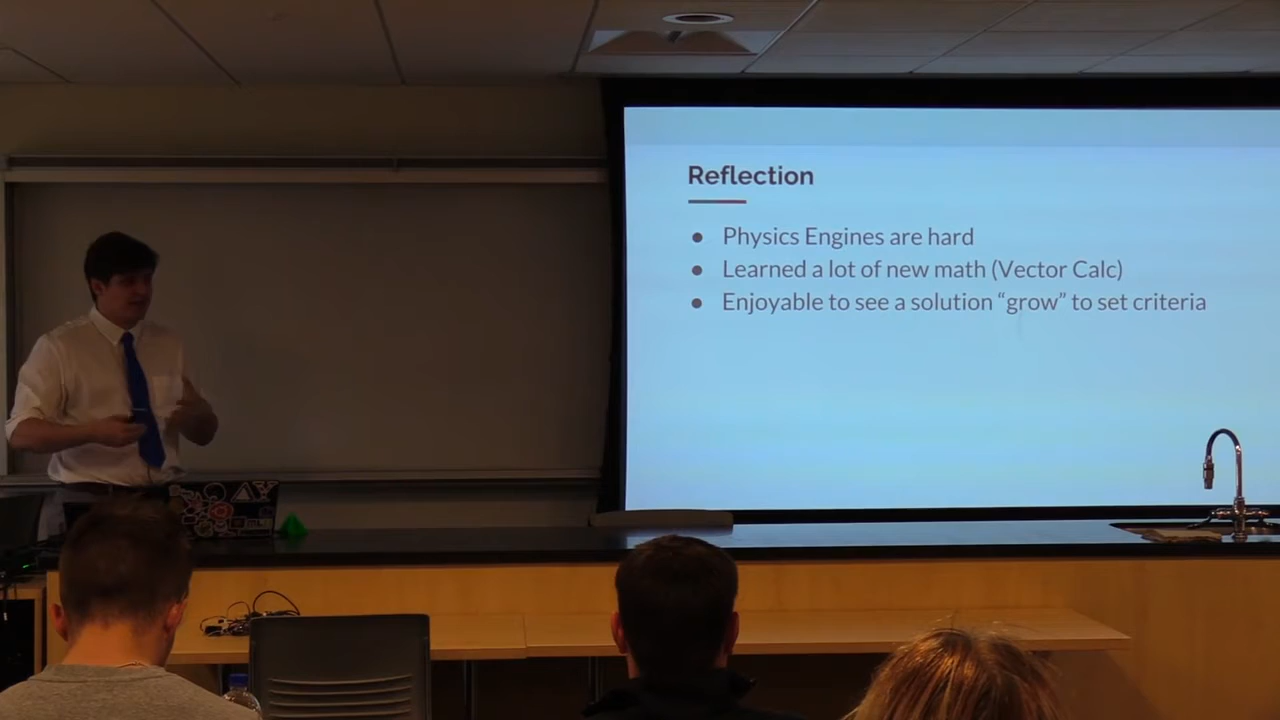 Reflection
● Physics Engines are hard
● Learned a lot of new math (Vector Calc)
● Enjoyable to see a solution “grow” to set criteria